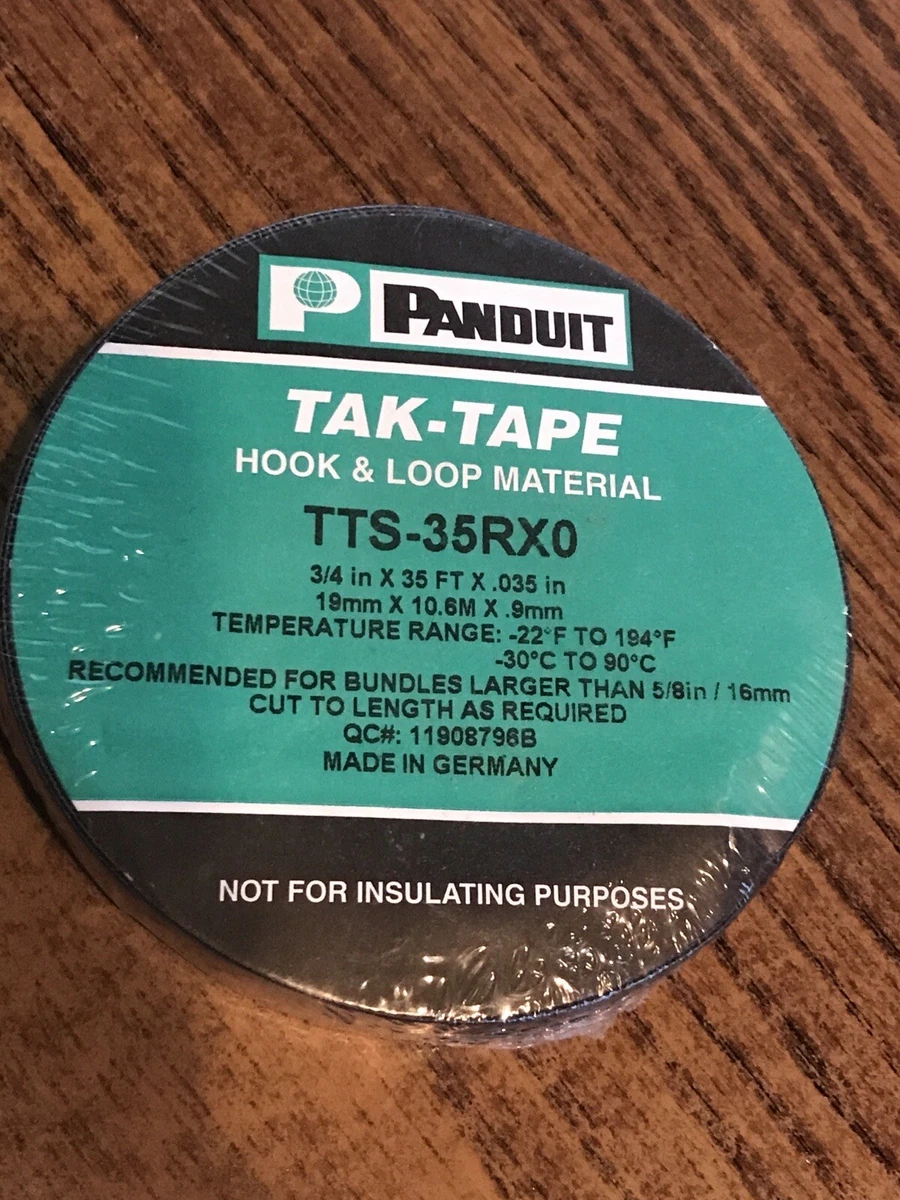 P PANDUIT
TAK-TAPE
HOOK & LOOP MATERIAL
TTS-35RX0
3/4 in X 35 FT X .035 in
19mm X 10.6M X .9mm
TEMPERATURE RANGE: -22°F TO 194°F
-30°C TO 90°C
RECOMMENDED FOR BUNDLES LARGER THAN 5/8in / 16mm
CUT TO LENGTH AS REQUIRED
QC#: 11908796B
MADE IN GERMANY
NOT FOR INSULATING PURPOSES.